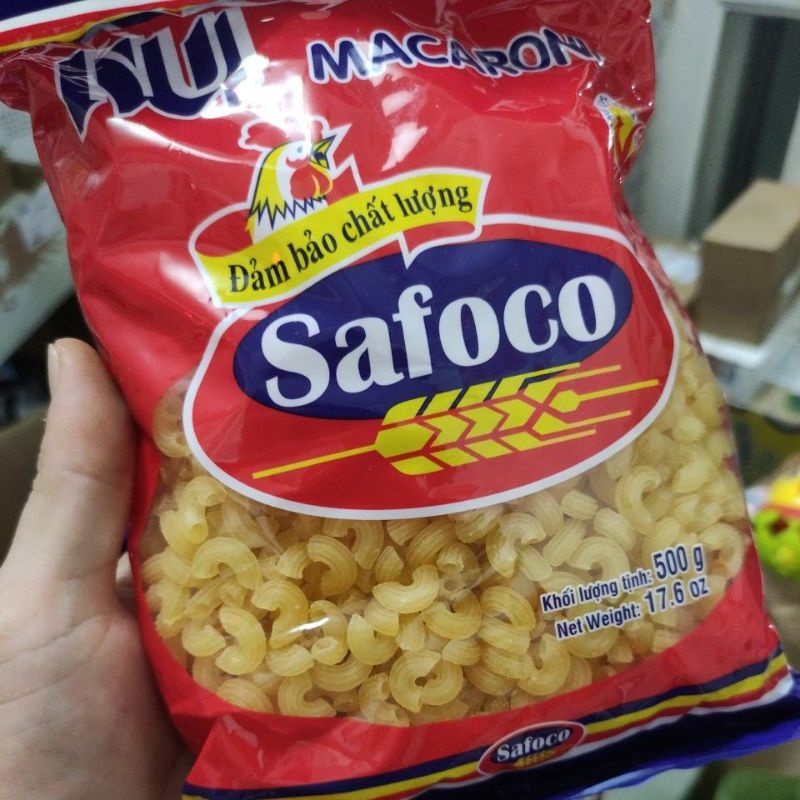 NUI MACARONI
Đảm bảo chất lượng
Safoco
Khối lượng tịnh: 500 g
Net Weight: 17.6 oz
Safoco